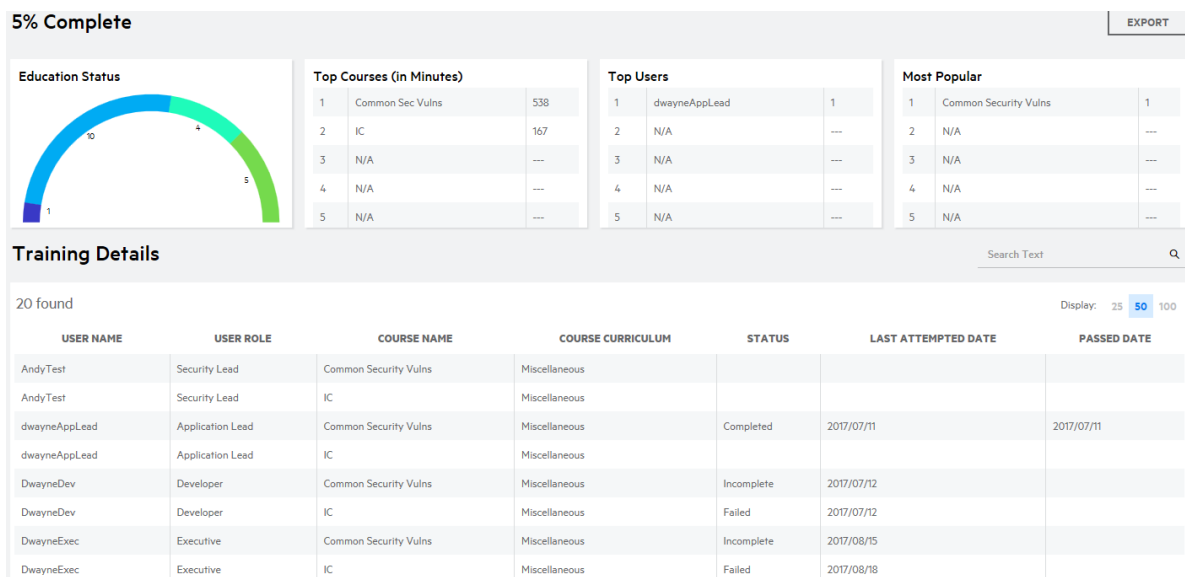 5% Complete
EXPORT
Education Status
10
4
5
1
Top Courses (in Minutes)
1 Common Sec Vulns 538
2 IC 167
3 N/A ---
4 N/A ---
5 N/A ---
Top Users
1 dwayneAppLead 1
2 N/A ---
3 N/A ---
4 N/A ---
5 N/A ---
Most Popular
1 Common Security Vulns 1
2 N/A ---
3 N/A ---
4 N/A ---
5 N/A ---
Training Details
Search Text
20 found
Display: 25 50 100
USER NAME USER ROLE COURSE NAME COURSE CURRICULUM STATUS LAST ATTEMPTED DATE PASSED DATE
AndyTest Security Lead Common Security Vulns Miscellaneous
AndyTest Security Lead IC Miscellaneous
dwayneAppLead Application Lead Common Security Vulns Miscellaneous Completed 2017/07/11 2017/07/11
dwayneAppLead Application Lead IC Miscellaneous
DwayneDev Developer Common Security Vulns Miscellaneous Incomplete 2017/07/12
DwayneDev Developer IC Miscellaneous Failed 2017/07/12
DwayneExec Executive Common Security Vulns Miscellaneous Incomplete 2017/08/15
DwayneExec Executive IC Miscellaneous Failed 2017/08/18